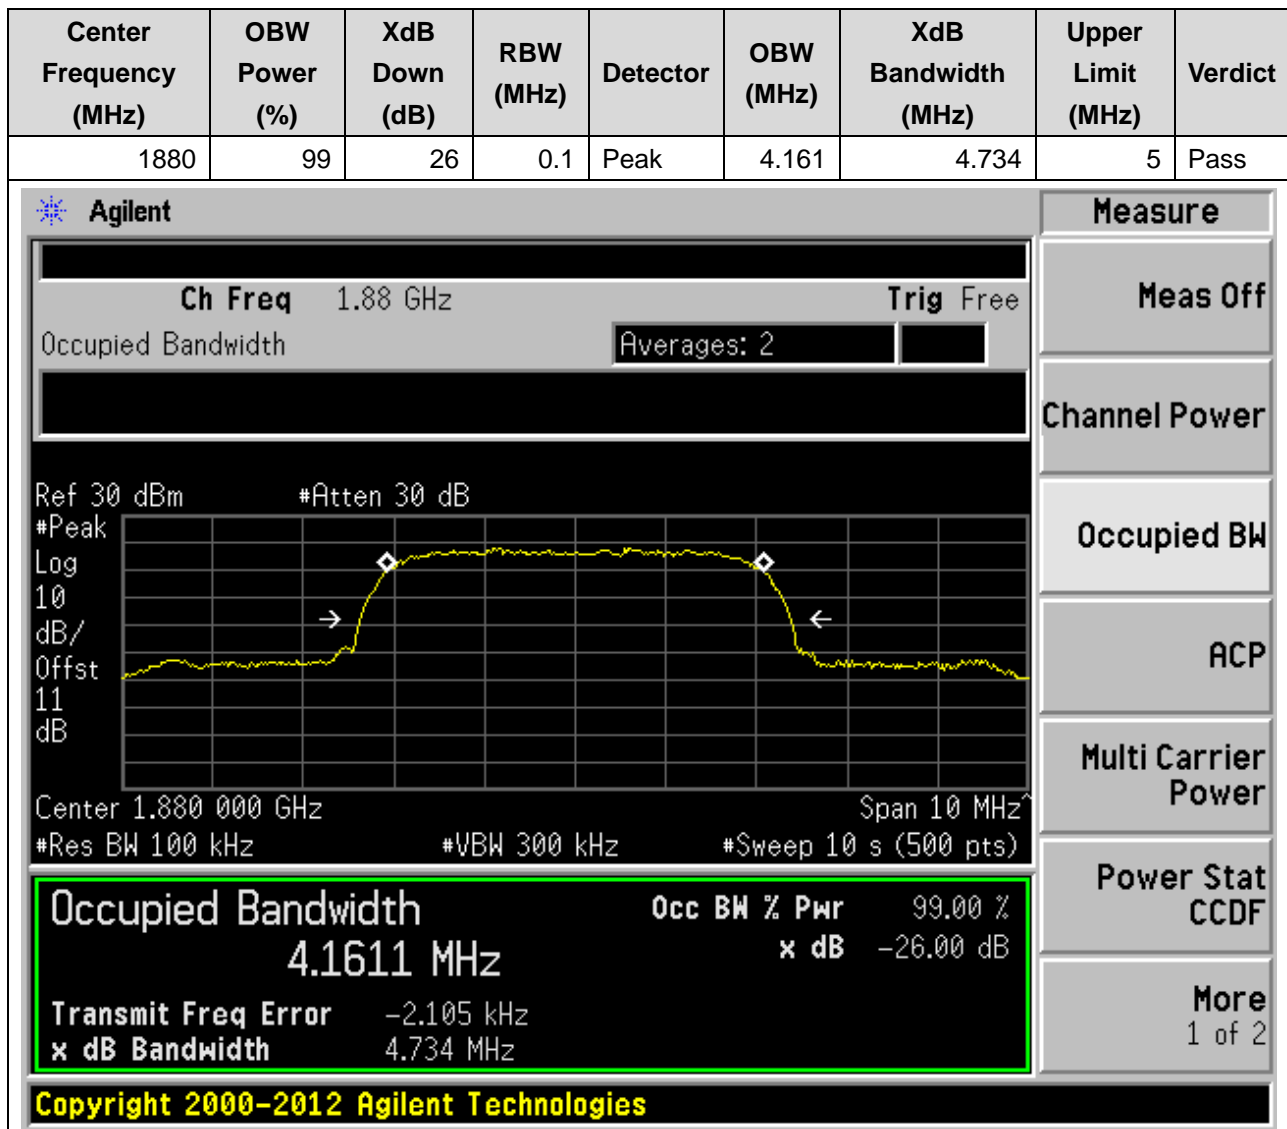 Center Frequency (MHz) OBW Power (%) XdB Down (dB) RBW (MHz) Detector OBW (MHz) XdB Bandwidth (MHz) Upper Limit (MHz) Verdict
1880 99 26 0.1 Peak 4.161 4.734 5 Pass
Agilent
Measure
Ch Freq 1.88 GHz Trig Free
Meas Off
Occupied Bandwidth Averages: 2
Channel Power
Ref 30 dBm #Atten 30 dB
#Peak
Log
10
dB/
Offst
11
dB
Occupied BW
ACP
Multi Carrier
Power
Center 1.880 000 GHz Span 10 MHz^
#Res BW 100 kHz #VBW 300 kHz #Sweep 10 s (500 pts)
Power Stat
CCDF
Occupied Bandwidth Occ BW % Pwr 99.00 %
4.1611 MHz x dB -26.00 dB
Transmit Freq Error -2.105 kHz
x dB Bandwidth 4.734 MHz
More
1 of 2
Copyright 2000-2012 Agilent Technologies